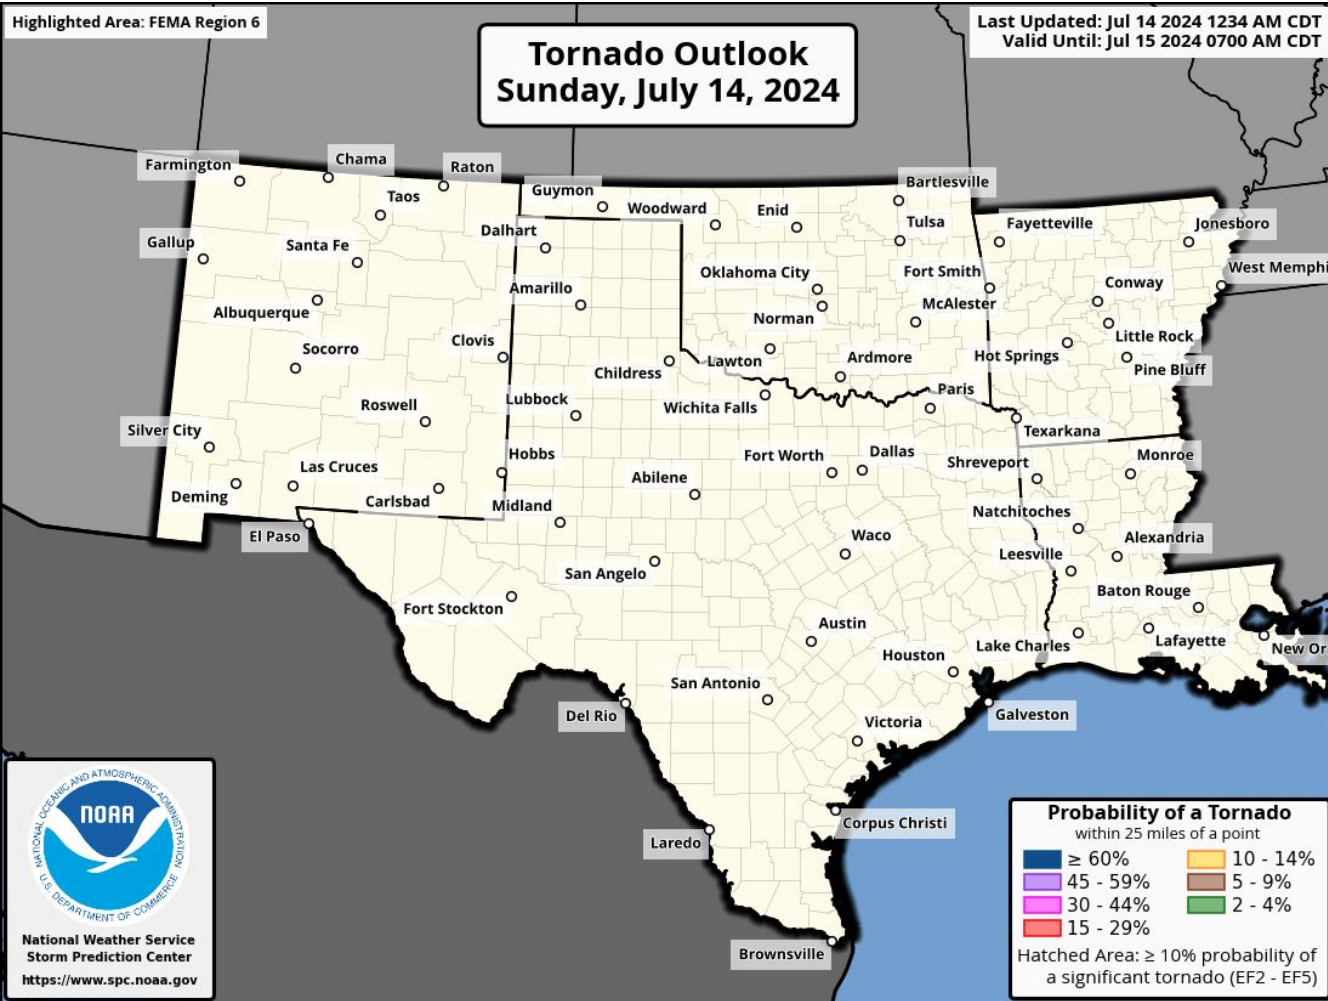 Highlighted Area: FEMA Region 6
Last Updated: Jul 14 2024 1234 AM CDT
Valid Until: Jul 15 2024 0700 AM CDT
Tornado Outlook
Sunday, July 14, 2024
Farmington
Chama
Raton
Taos
Guymon
Woodward
Enid
Bartlesville
Tulsa
Fayetteville
Jonesboro
Gallup
Santa Fe
Dalhart
Amarillo
Oklahoma City
Fort Smith
West Memphi
Conway
McAlester
Albuquerque
Norman
Socorro
Clovis
Little Rock
Childress
Lawton
Ardmore
Hot Springs
Pine Bluff
Roswell
Lubbock
Wichita Falls
Paris
Silver City
Texarkana
Las Cruces
Hobbs
Fort Worth
Dallas
Shreveport
Monroe
Deming
Carlsbad
Midland
Abilene
Natchitoches
El Paso
Waco
Leesville
Alexandria
San Angelo
Baton Rouge
Fort Stockton
Austin
Lake Charles
Lafayette
New Or
Houston
San Antonio
Del Rio
Victoria
Galveston
Corpus Christi
Laredo
Brownsville
NATIONAL OCEANIC AND ATMOSPHERIC ADMINISTRATION
NOAA
U.S. DEPARTMENT OF COMMERCE
National Weather Service
Storm Prediction Center
https://www.spc.noaa.gov
Probability of a Tornado
within 25 miles of a point
≥ 60%
10 - 14%
45 - 59%
5 - 9%
30 - 44%
2 - 4%
15 - 29%
Hatched Area: ≥ 10% probability of
a significant tornado (EF2 - EF5)